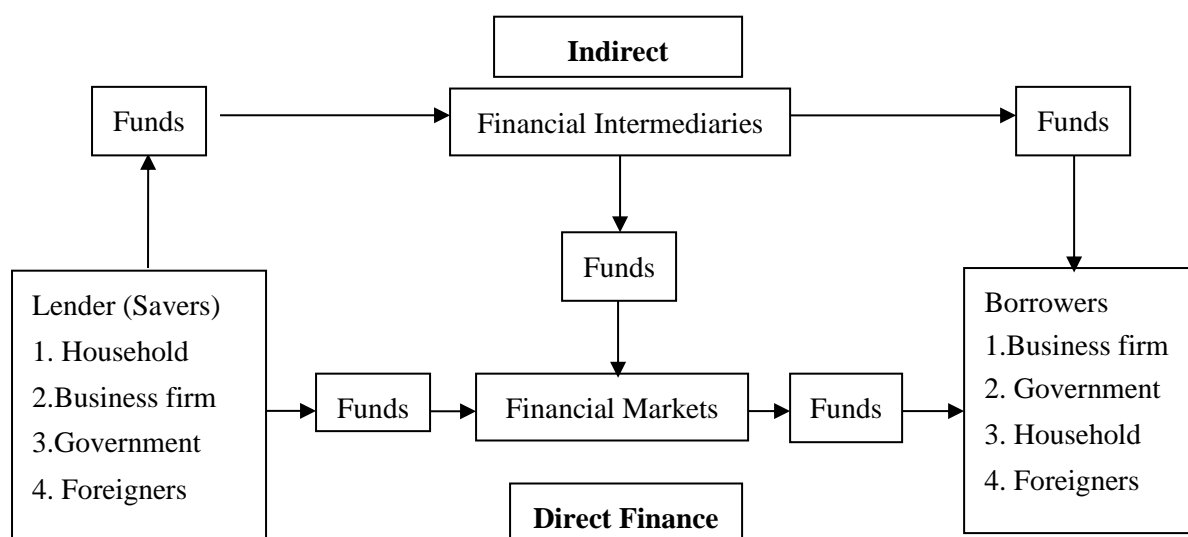 Indirect
Funds
Financial Intermediaries
Funds
Funds
Lender (Savers)
1. Household
2.Business firm
3.Government
4. Foreigners
Funds
Financial Markets
Funds
Borrowers
1.Business firm
2. Government
3. Household
4. Foreigners
Direct Finance